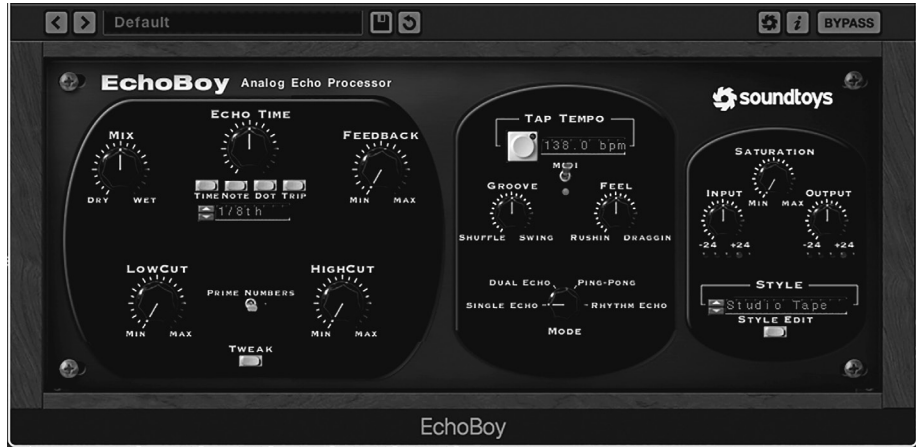 Default
BYPASS
EchoBoy Analog Echo Processor
soundtoys
MIX
DRY WET
ECHO TIME
TIME NOTE DOT TRIP
1/8th
FEEDBACK
MIN MAX
LOWCUT
MIN MAX
PRIME NUMBERS
HIGHCUT
MIN MAX
TWEAK
TAP TEMPO
138.0 bpm
MIDI
GROOVE
SHUFFLE SWING
FEEL
RUSHIN DRAGGIN
DUAL ECHO PING-PONG
SINGLE ECHO RHYTHM ECHO
MODE
SATURATION
MIN MAX
INPUT
-24 +24
OUTPUT
-24 +24
STYLE
Studio Tape
STYLE EDIT
EchoBoy